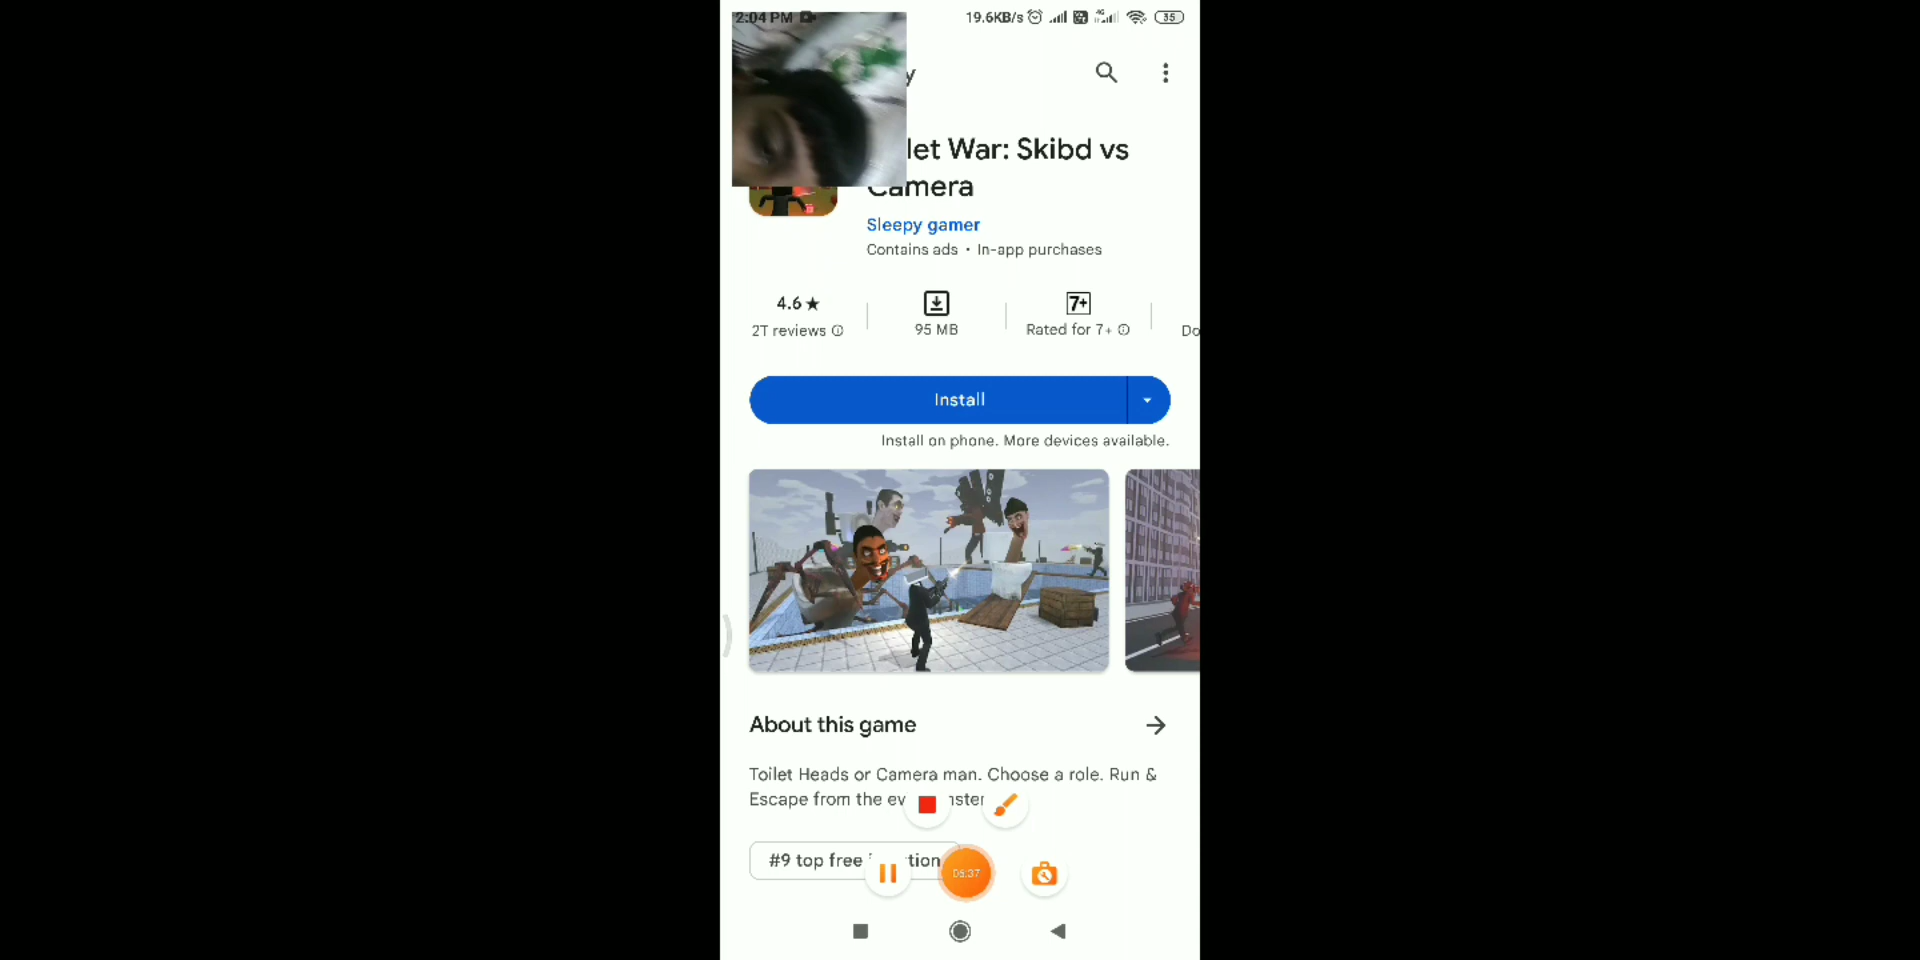 2:04 PM
19.6KB/s 4G 35
y
let War: Skibd vs
Camera
Sleepy gamer
Contains ads • In-app purchases
4.6★
2T reviews
95 MB
7+
Rated for 7+
Do
Install
Install on phone. More devices available.
About this game
Toilet Heads or Camera man. Choose a role. Run &
Escape from the ev nster
#9 top free tion
05:37